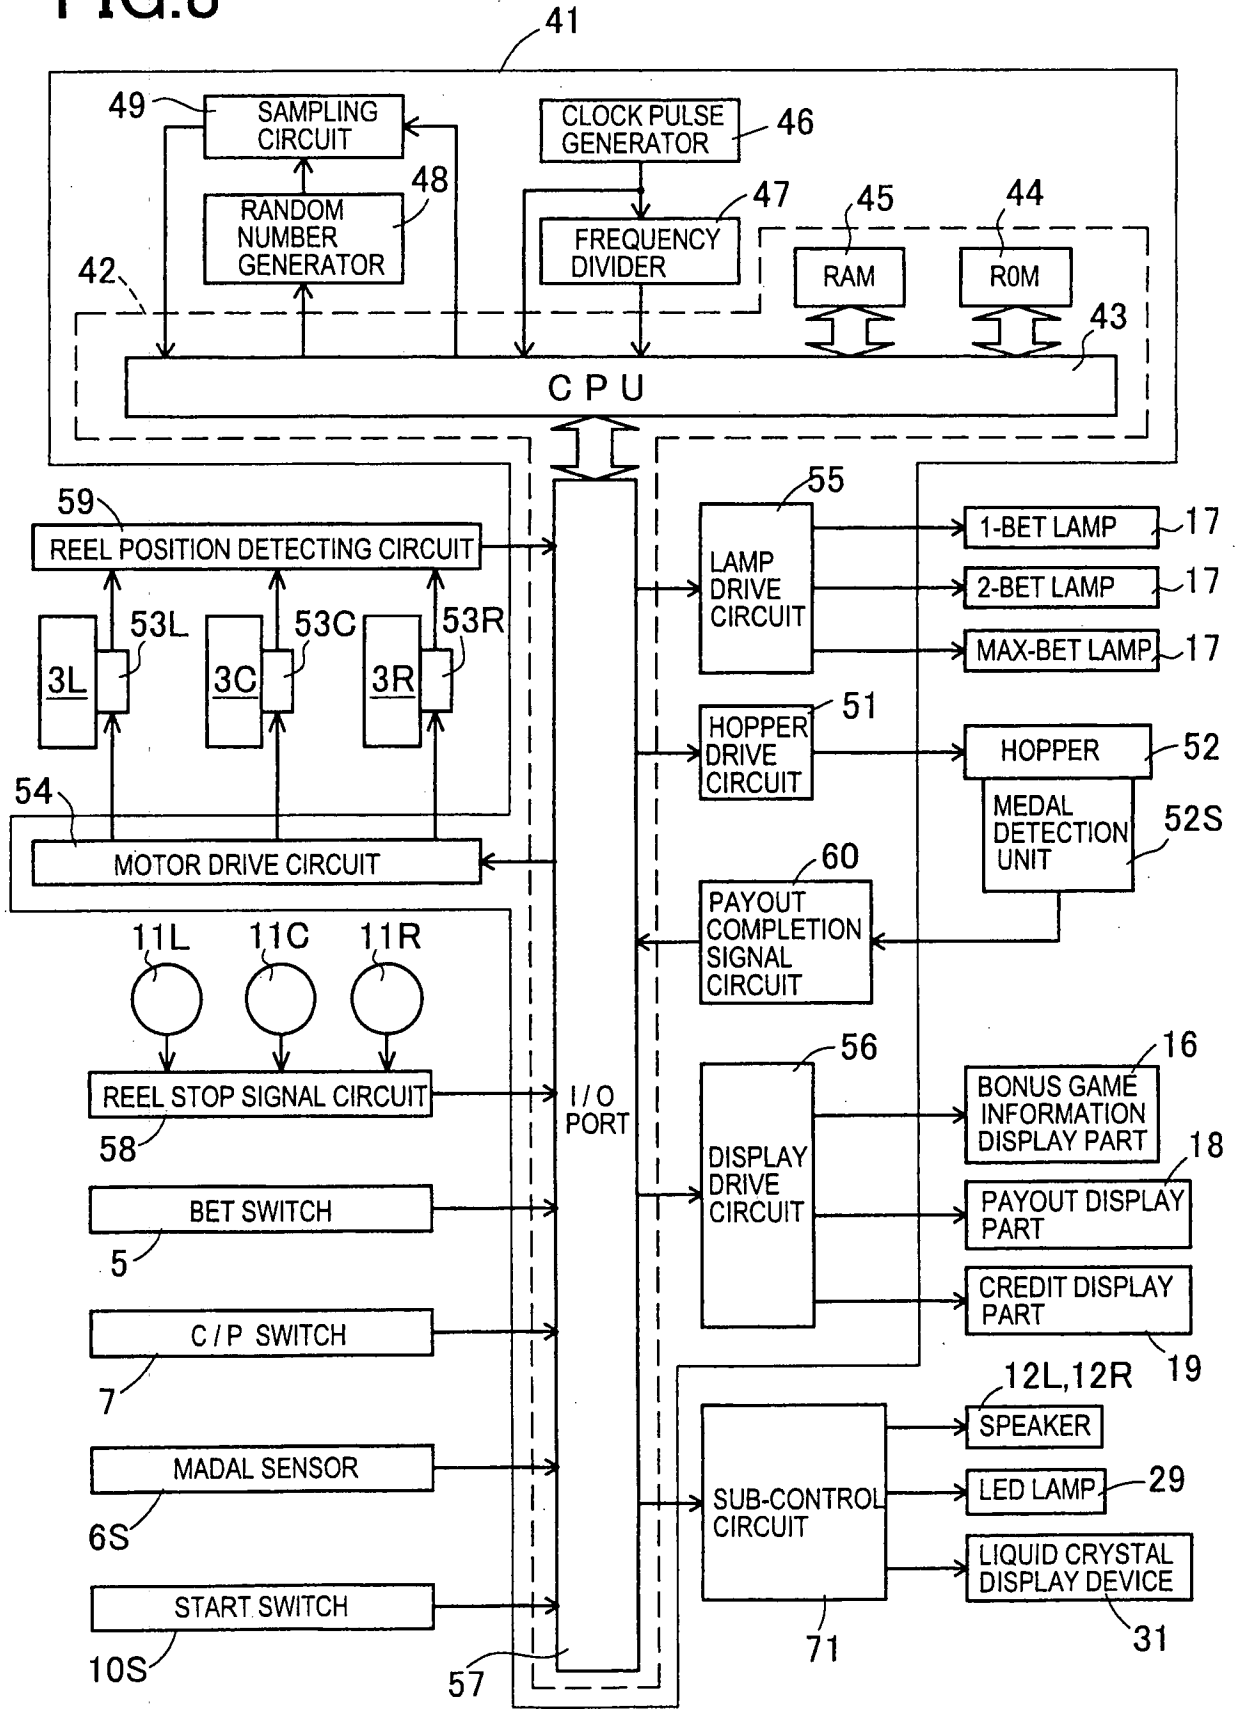 41
49
SAMPLING
CIRCUIT
CLOCK PULSE
GENERATOR
46
48
RANDOM
NUMBER
GENERATOR
47
FREQUENCY
DIVIDER
45
RAM
44
R0M
42
43
CPU
59
REEL POSITION DETECTING CIRCUIT
55
LAMP
DRIVE
CIRCUIT
1-BET LAMP
17
2-BET LAMP
17
MAX-BET LAMP
17
3L
53L
3C
53C
3R
53R
HOPPER
DRIVE
CIRCUIT
51
HOPPER
52
MEDAL
DETECTION
UNIT
52S
54
MOTOR DRIVE CIRCUIT
60
PAYOUT
COMPLETION
SIGNAL
CIRCUIT
11L
11C
11R
REEL STOP SIGNAL CIRCUIT
58
I/O
PORT
56
DISPLAY
DRIVE
CIRCUIT
16
BONUS GAME
INFORMATION
DISPLAY PART
18
PAYOUT DISPLAY
PART
CREDIT DISPLAY
PART
19
BET SWITCH
5
C/P SWITCH
7
MADAL SENSOR
6S
START SWITCH
10S
57
SUB-CONTROL
CIRCUIT
71
12L,12R
SPEAKER
LED LAMP
29
LIQUID CRYSTAL
DISPLAY DEVICE
31